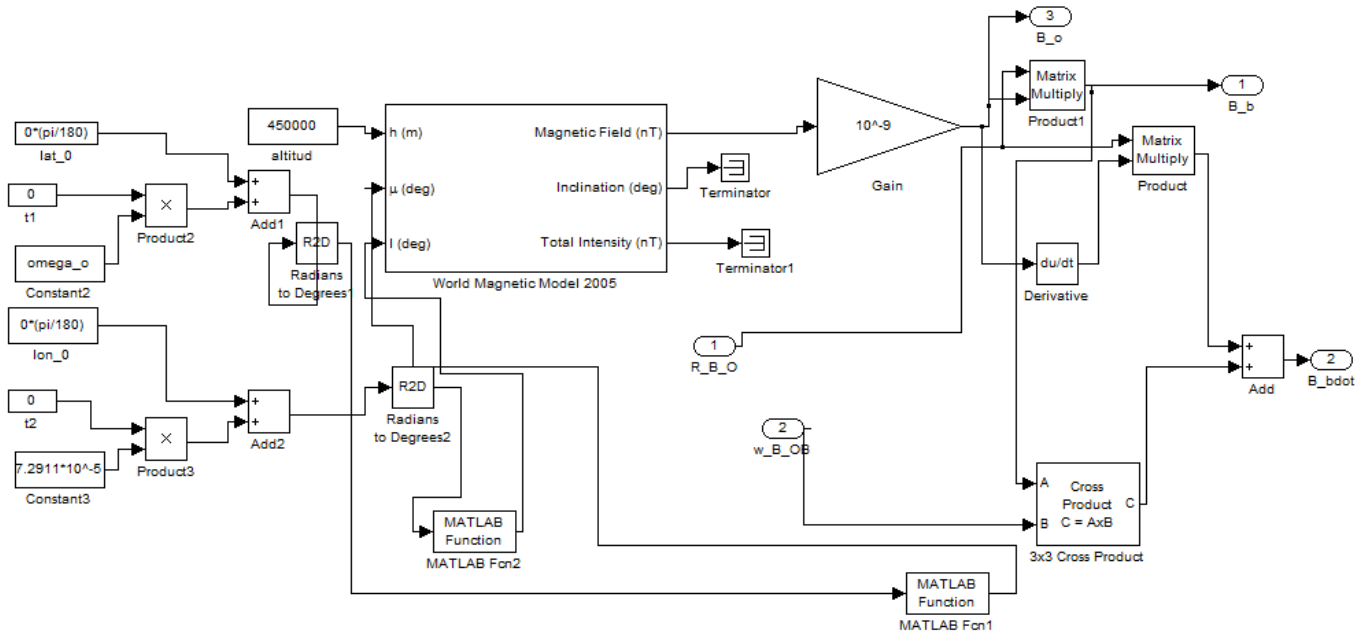 3
B_o
Matrix
Multiply
Product1
1
B_b
0*(pi/180)
lat_0
450000
altitud
h (m)
µ (deg)
l (deg)
Magnetic Field (nT)
Inclination (deg)
Total Intensity (nT)
World Magnetic Model 2005
10^-9
Gain
Matrix
Multiply
Product
Terminator
Terminator1
0
t1
×
Product2
+
+
Add1
R2D
Radians
to Degrees1
omega_o
Constant2
du/dt
Derivative
0*(pi/180)
lon_0
1
R_B_O
+
+
Add
2
B_bdot
0
t2
×
Product3
+
+
Add2
R2D
Radians
to Degrees2
7.2911*10^-5
Constant3
2
w_B_OB
A
B
Cross
Product
C = AxB
C
3x3 Cross Product
MATLAB
Function
MATLAB Fcn2
MATLAB
Function
MATLAB Fcn1